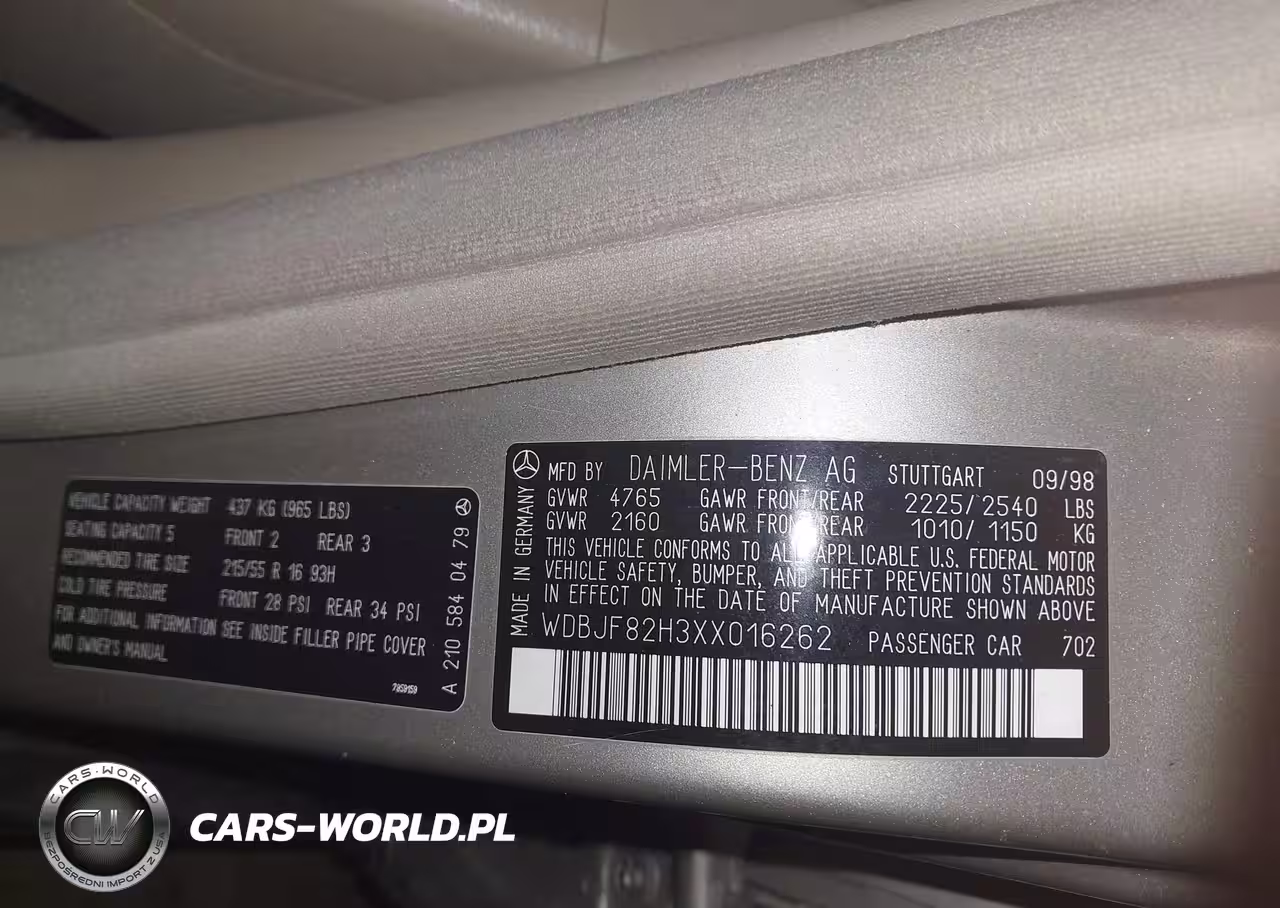 VEHICLE CAPACITY WEIGHT 437 KG (965 LBS)
SEATING CAPACITY 5 FRONT 2 REAR 3
RECOMMENDED TIRE SIZE 215/55 R 16 93H
COLD TIRE PRESSURE FRONT 28 PSI REAR 34 PSI
FOR ADDITIONAL INFORMATION SEE INSIDE FILLER PIPE COVER
AND OWNER'S MANUAL
7059159
A 210 584 04 79
MADE IN GERMANY
MFD BY DAIMLER-BENZ AG STUTTGART 09/98
GVWR 4765 GAWR FRONT/REAR 2225/2540 LBS
GVWR 2160 GAWR FRONT/REAR 1010/1150 KG
THIS VEHICLE CONFORMS TO ALL APPLICABLE U.S. FEDERAL MOTOR
VEHICLE SAFETY, BUMPER, AND THEFT PREVENTION STANDARDS
IN EFFECT ON THE DATE OF MANUFACTURE SHOWN ABOVE
WDBJF82H3XX016262 PASSENGER CAR 702
CARS-WORLD
CW
BEZPOŚREDNI IMPORT Z USA
CARS-WORLD.PL